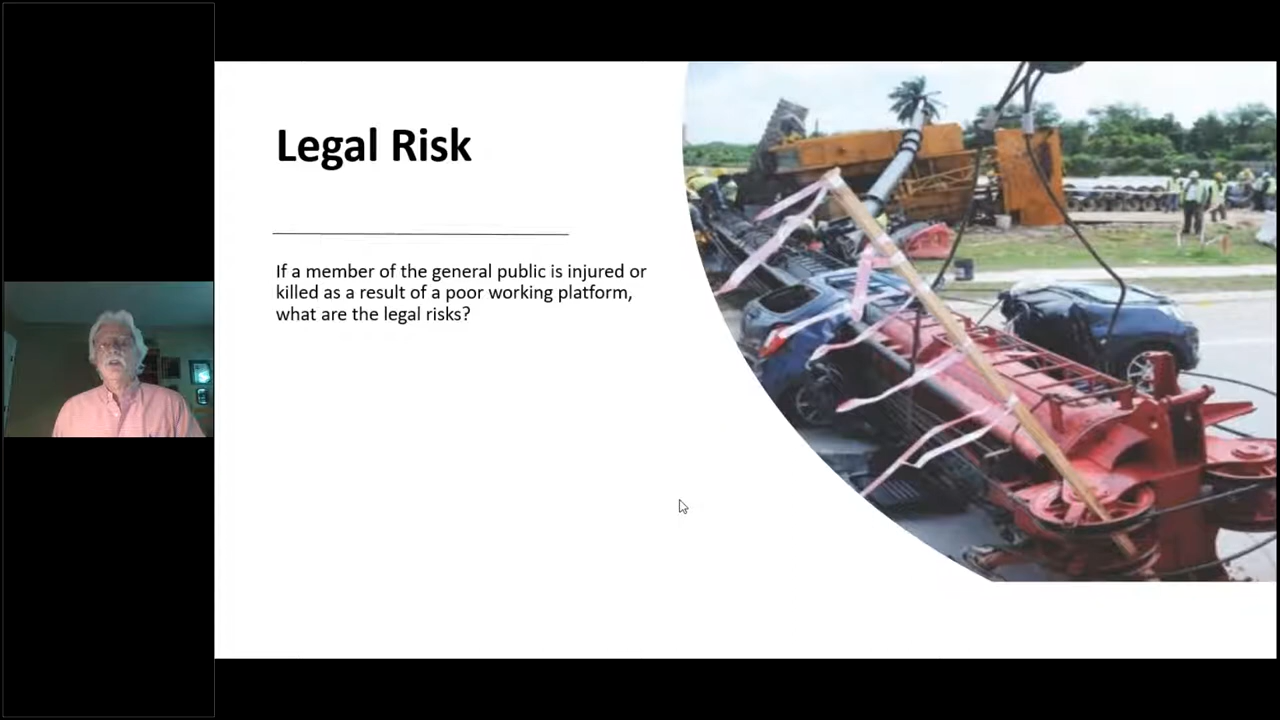 Legal Risk
If a member of the general public is injured or
killed as a result of a poor working platform,
what are the legal risks?